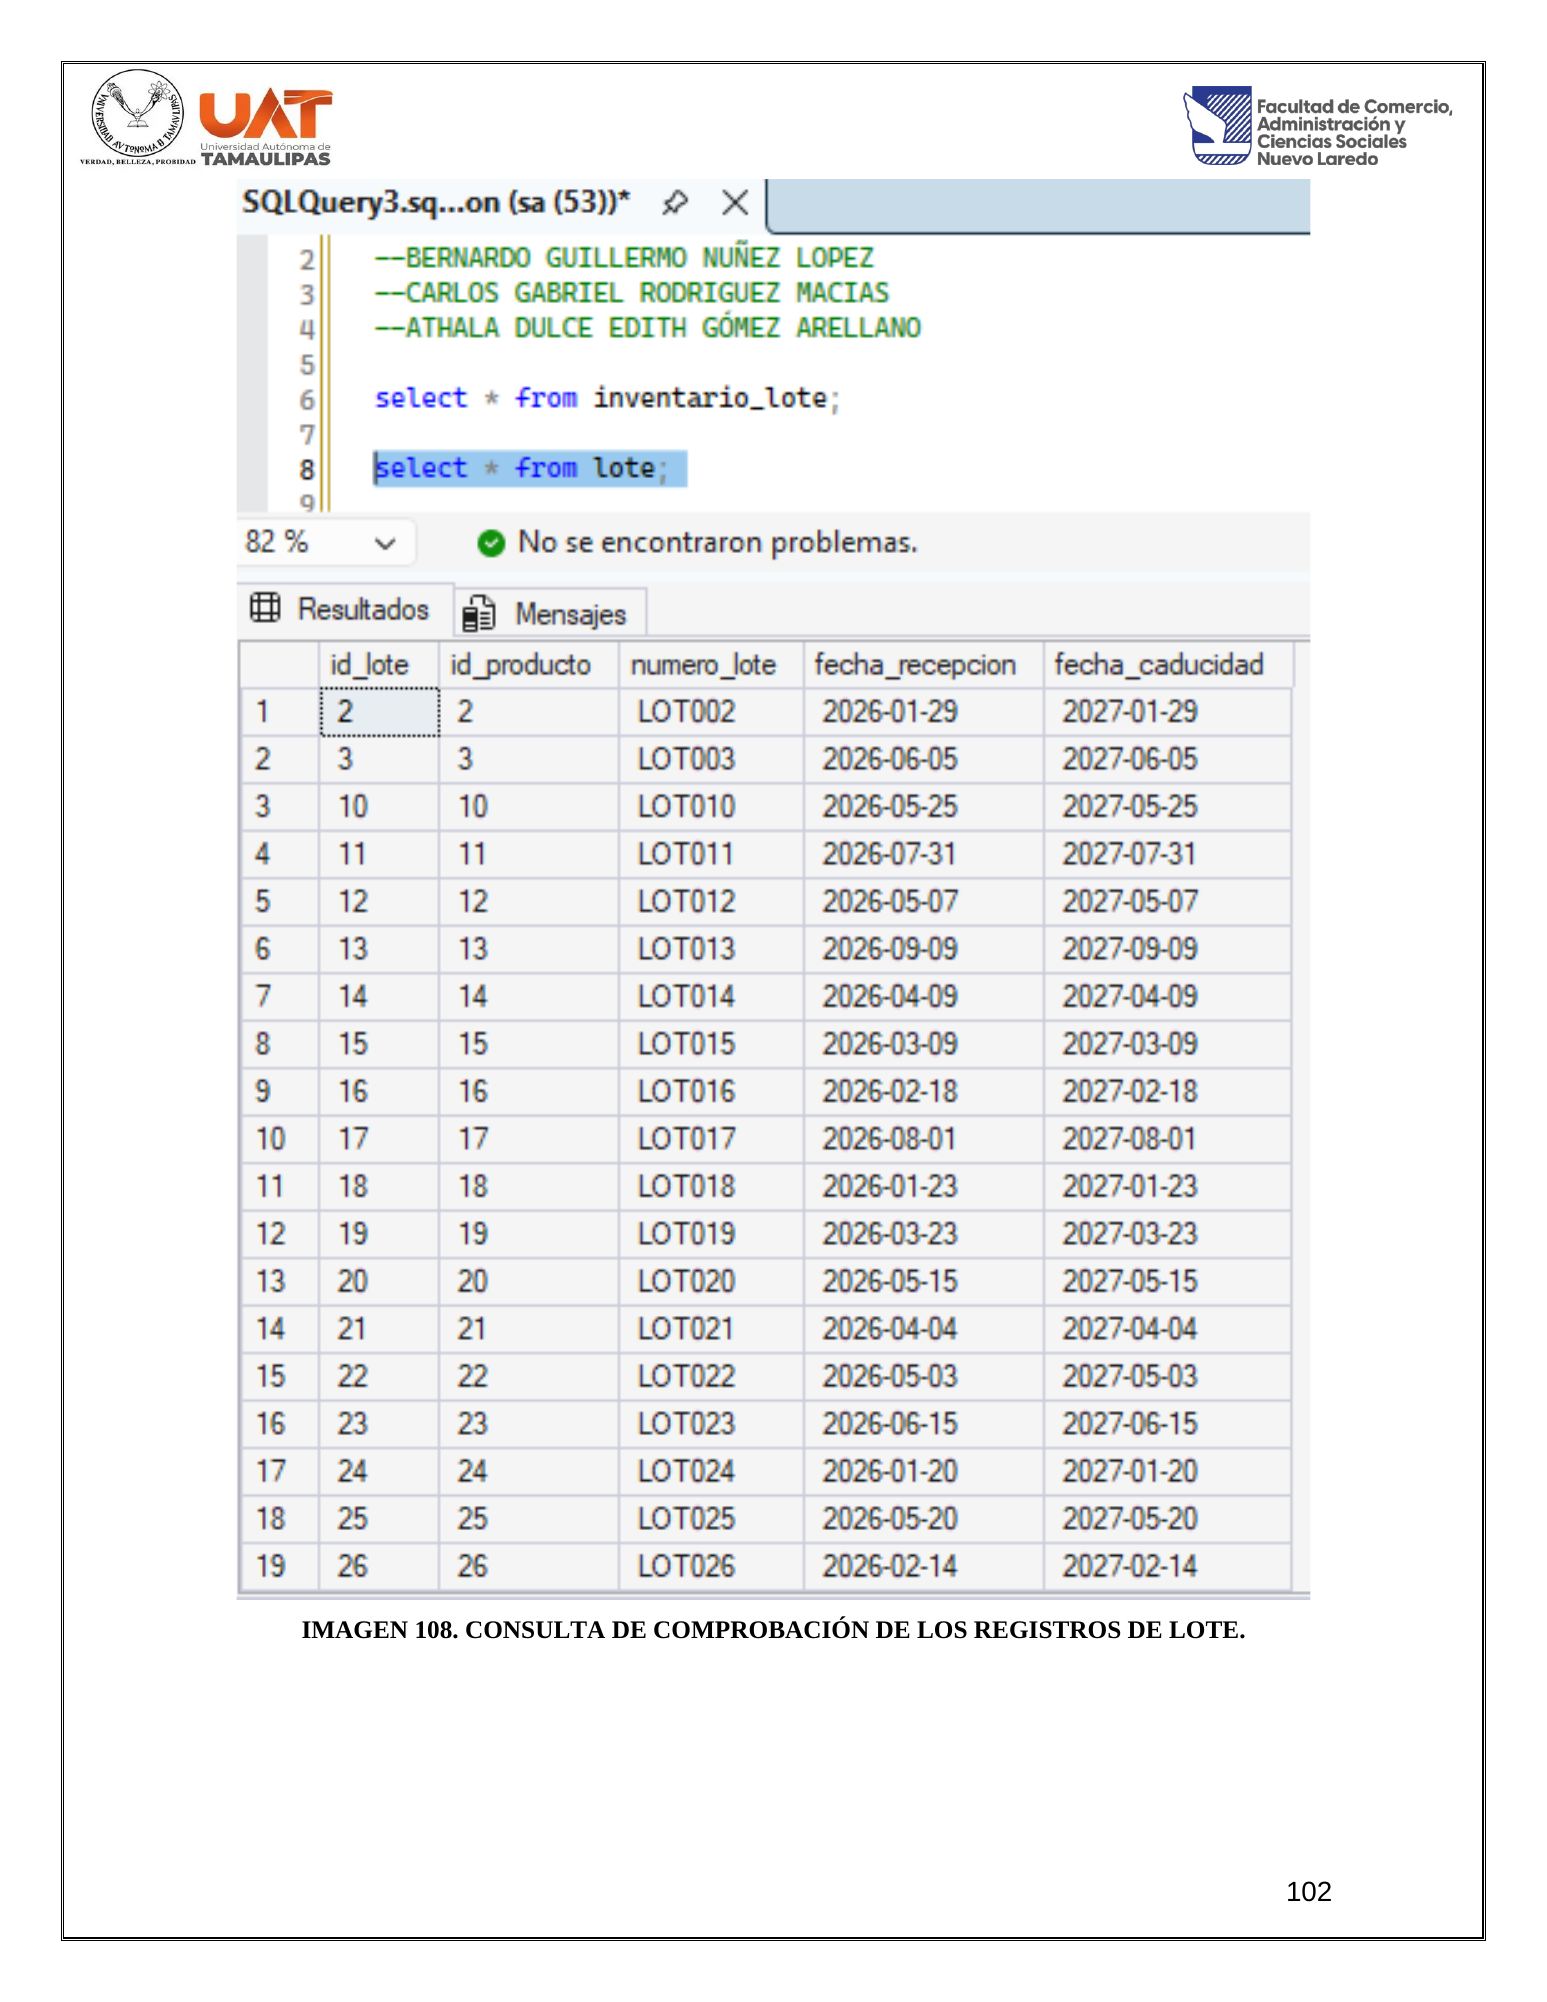 UNIVERSIDAD AVTONOMA D TAMAVLIPAS
VERDAD, BELLEZA, PROBIDAD
UAT
Universidad Autónoma de
TAMAULIPAS
Facultad de Comercio,
Administración y
Ciencias Sociales
Nuevo Laredo
SQLQuery3.sq...on (sa (53))*
2 --BERNARDO GUILLERMO NUÑEZ LOPEZ
3 --CARLOS GABRIEL RODRIGUEZ MACIAS
4 --ATHALA DULCE EDITH GÓMEZ ARELLANO
5
6 select * from inventario_lote;
7
8 select * from lote;
9
82 % No se encontraron problemas.
Resultados Mensajes
id_lote id_producto numero_lote fecha_recepcion fecha_caducidad
1 2 2 LOT002 2026-01-29 2027-01-29
2 3 3 LOT003 2026-06-05 2027-06-05
3 10 10 LOT010 2026-05-25 2027-05-25
4 11 11 LOT011 2026-07-31 2027-07-31
5 12 12 LOT012 2026-05-07 2027-05-07
6 13 13 LOT013 2026-09-09 2027-09-09
7 14 14 LOT014 2026-04-09 2027-04-09
8 15 15 LOT015 2026-03-09 2027-03-09
9 16 16 LOT016 2026-02-18 2027-02-18
10 17 17 LOT017 2026-08-01 2027-08-01
11 18 18 LOT018 2026-01-23 2027-01-23
12 19 19 LOT019 2026-03-23 2027-03-23
13 20 20 LOT020 2026-05-15 2027-05-15
14 21 21 LOT021 2026-04-04 2027-04-04
15 22 22 LOT022 2026-05-03 2027-05-03
16 23 23 LOT023 2026-06-15 2027-06-15
17 24 24 LOT024 2026-01-20 2027-01-20
18 25 25 LOT025 2026-05-20 2027-05-20
19 26 26 LOT026 2026-02-14 2027-02-14
IMAGEN 108. CONSULTA DE COMPROBACIÓN DE LOS REGISTROS DE LOTE.
102